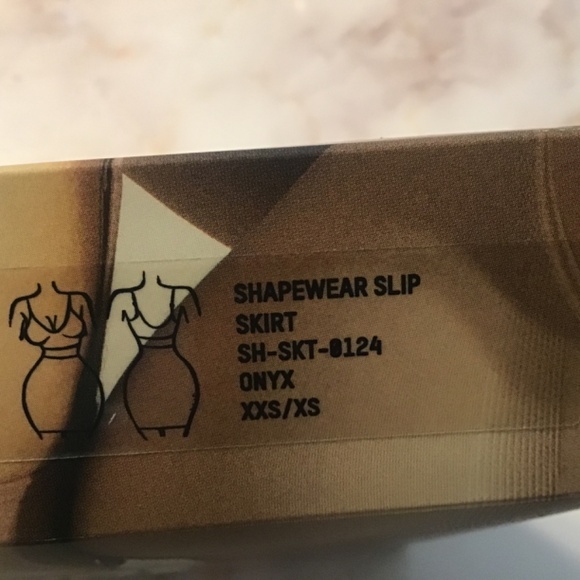 SHAPEWEAR SLIP
SKIRT
SH-SKT-0124
ONYX
XXS/XS